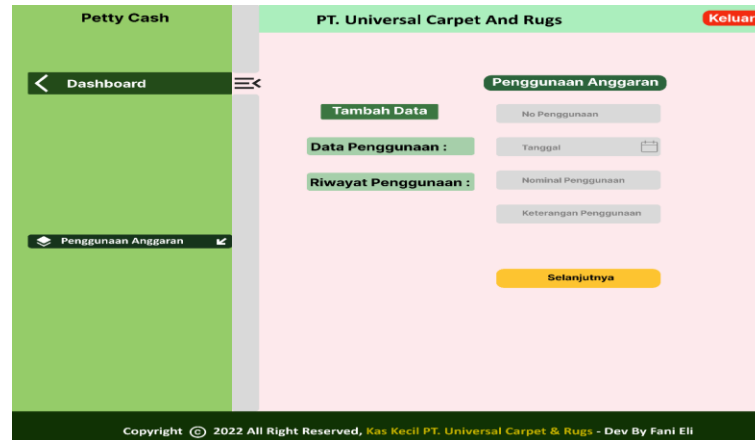 Petty Cash
PT. Universal Carpet And Rugs
Keluar
Dashboard
Penggunaan Anggaran
Tambah Data
No Penggunaan
Data Penggunaan :
Tanggal
Riwayat Penggunaan :
Nominal Penggunaan
Keterangan Penggunaan
Penggunaan Anggaran
Selanjutnya
Copyright © 2022 All Right Reserved, Kas Kecil PT. Universal Carpet & Rugs - Dev By Fani Eli